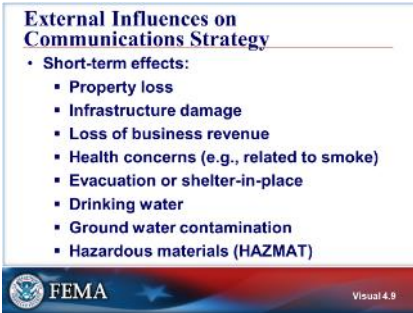 External Influences on
Communications Strategy
• Short-term effects:
▪ Property loss
▪ Infrastructure damage
▪ Loss of business revenue
▪ Health concerns (e.g., related to smoke)
▪ Evacuation or shelter-in-place
▪ Drinking water
▪ Ground water contamination
▪ Hazardous materials (HAZMAT)
FEMA
Visual 4.9